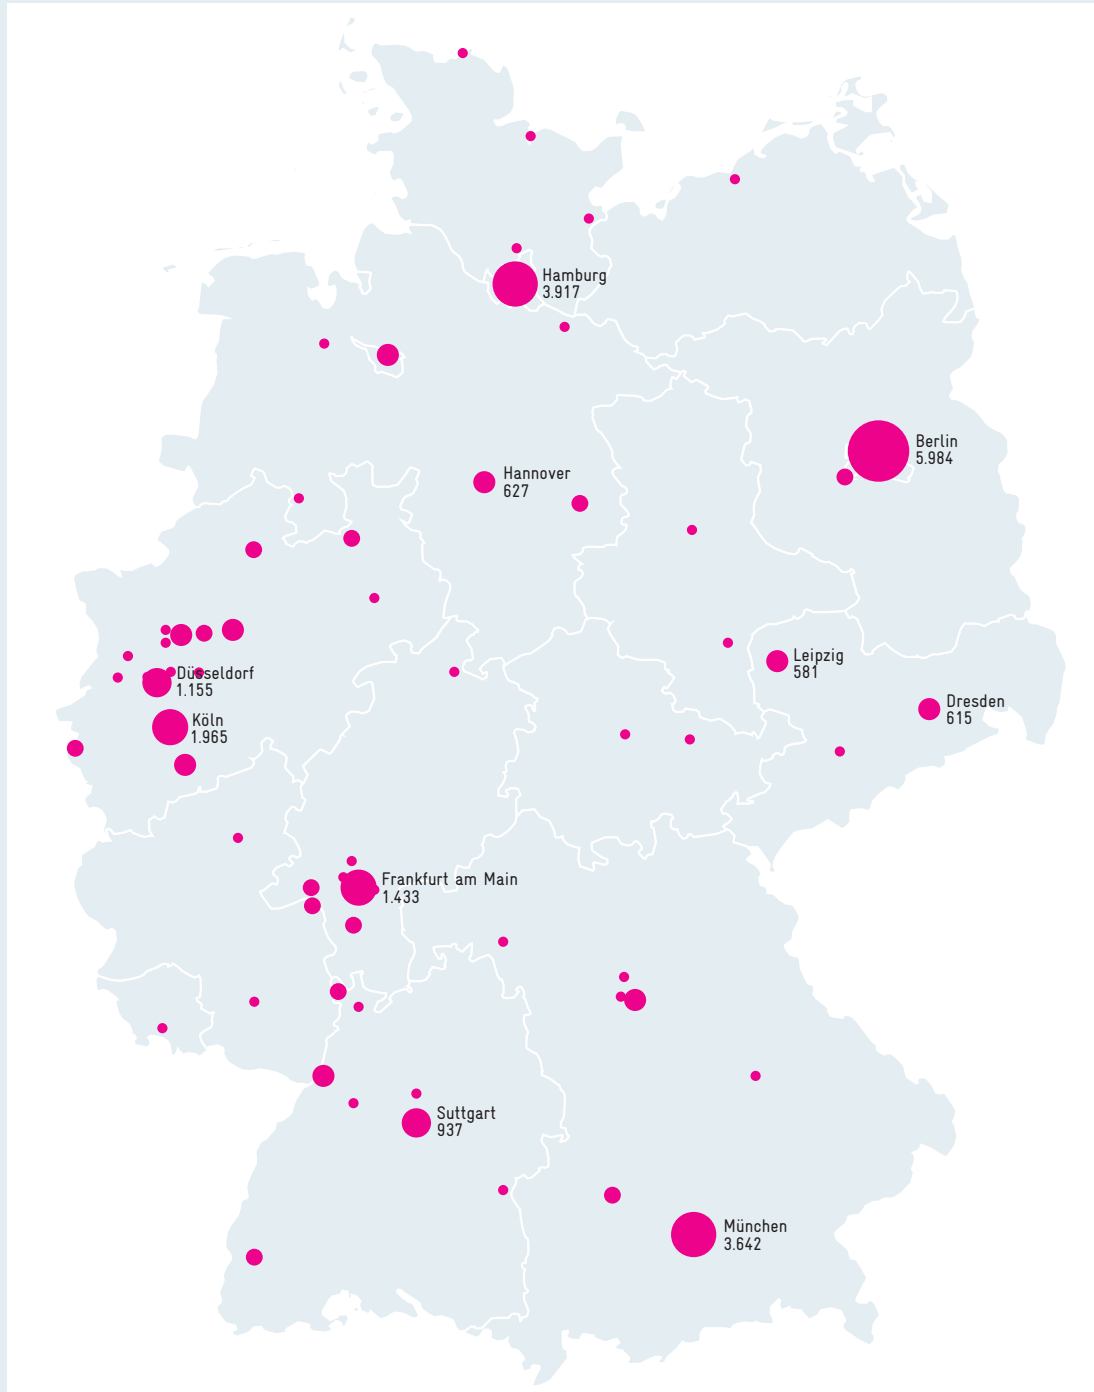 Hamburg
3.917
Berlin
5.984
Hannover
627
Leipzig
581
Düsseldorf
1.155
Dresden
615
Köln
1.965
Frankfurt am Main
1.433
Suttgart
937
München
3.642